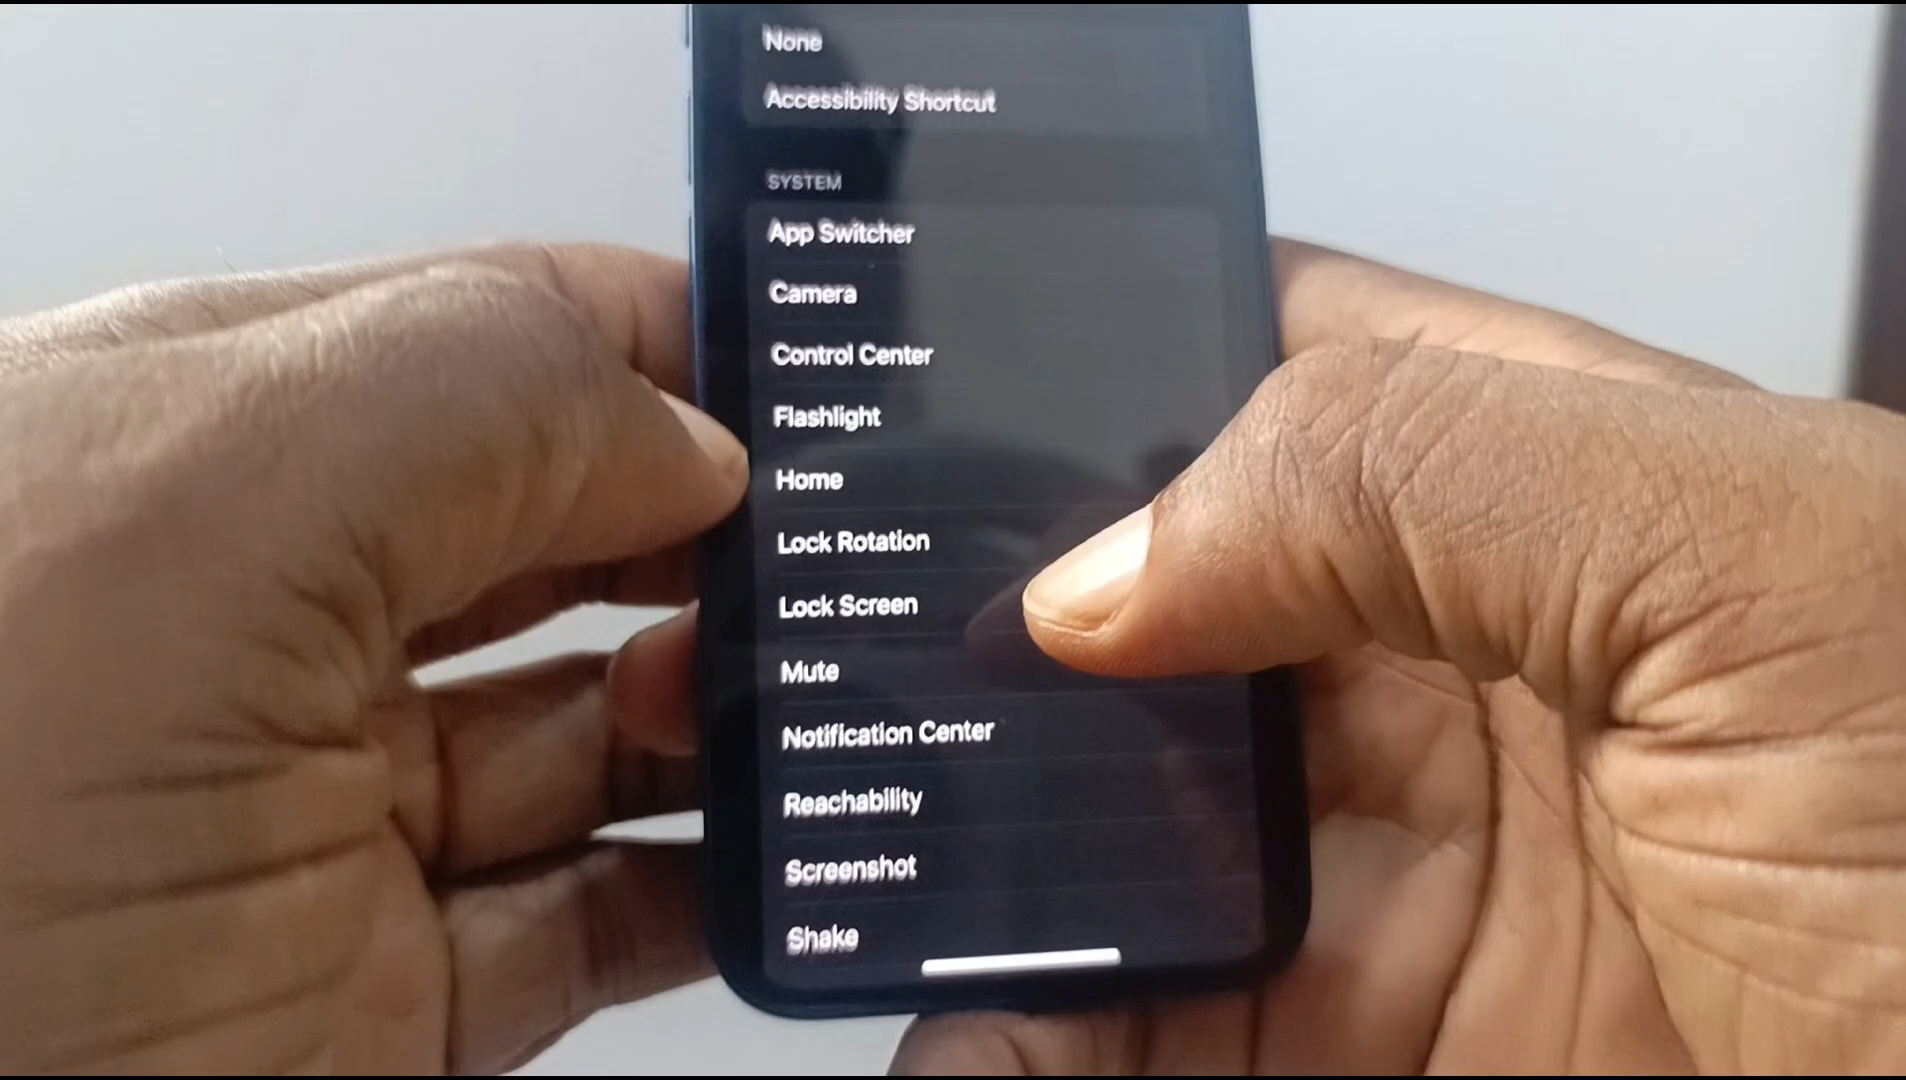 None
Accessibility Shortcut
SYSTEM
App Switcher
Camera
Control Center
Flashlight
Home
Lock Rotation
Lock Screen
Mute
Notification Center
Reachability
Screenshot
Shake